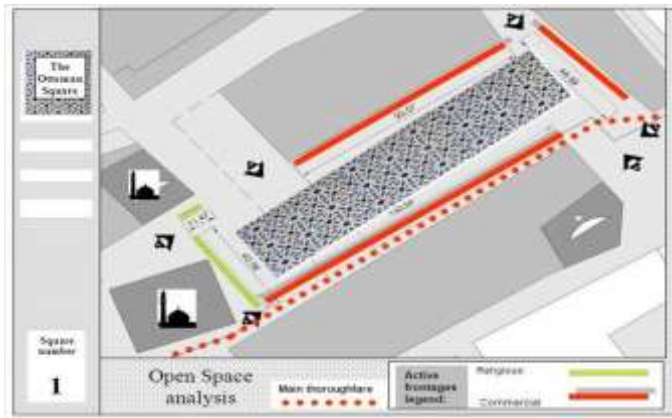 The
Ottoman
Square
Square
number
1
Open Space
analysis
Main thoroughfare
Active
frontages
legend:
Religious
Commercial